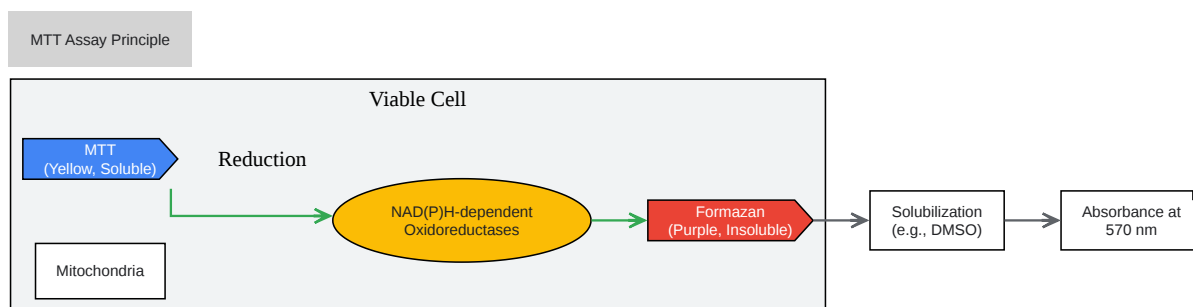 MTT Assay Principle
Viable Cell
MTT
(Yellow, Soluble)
Reduction
NAD(P)H-dependent
Oxidoreductases
Formazan
(Purple, Insoluble)
Solubilization
(e.g., DMSO)
Absorbance at
570 nm
Mitochondria